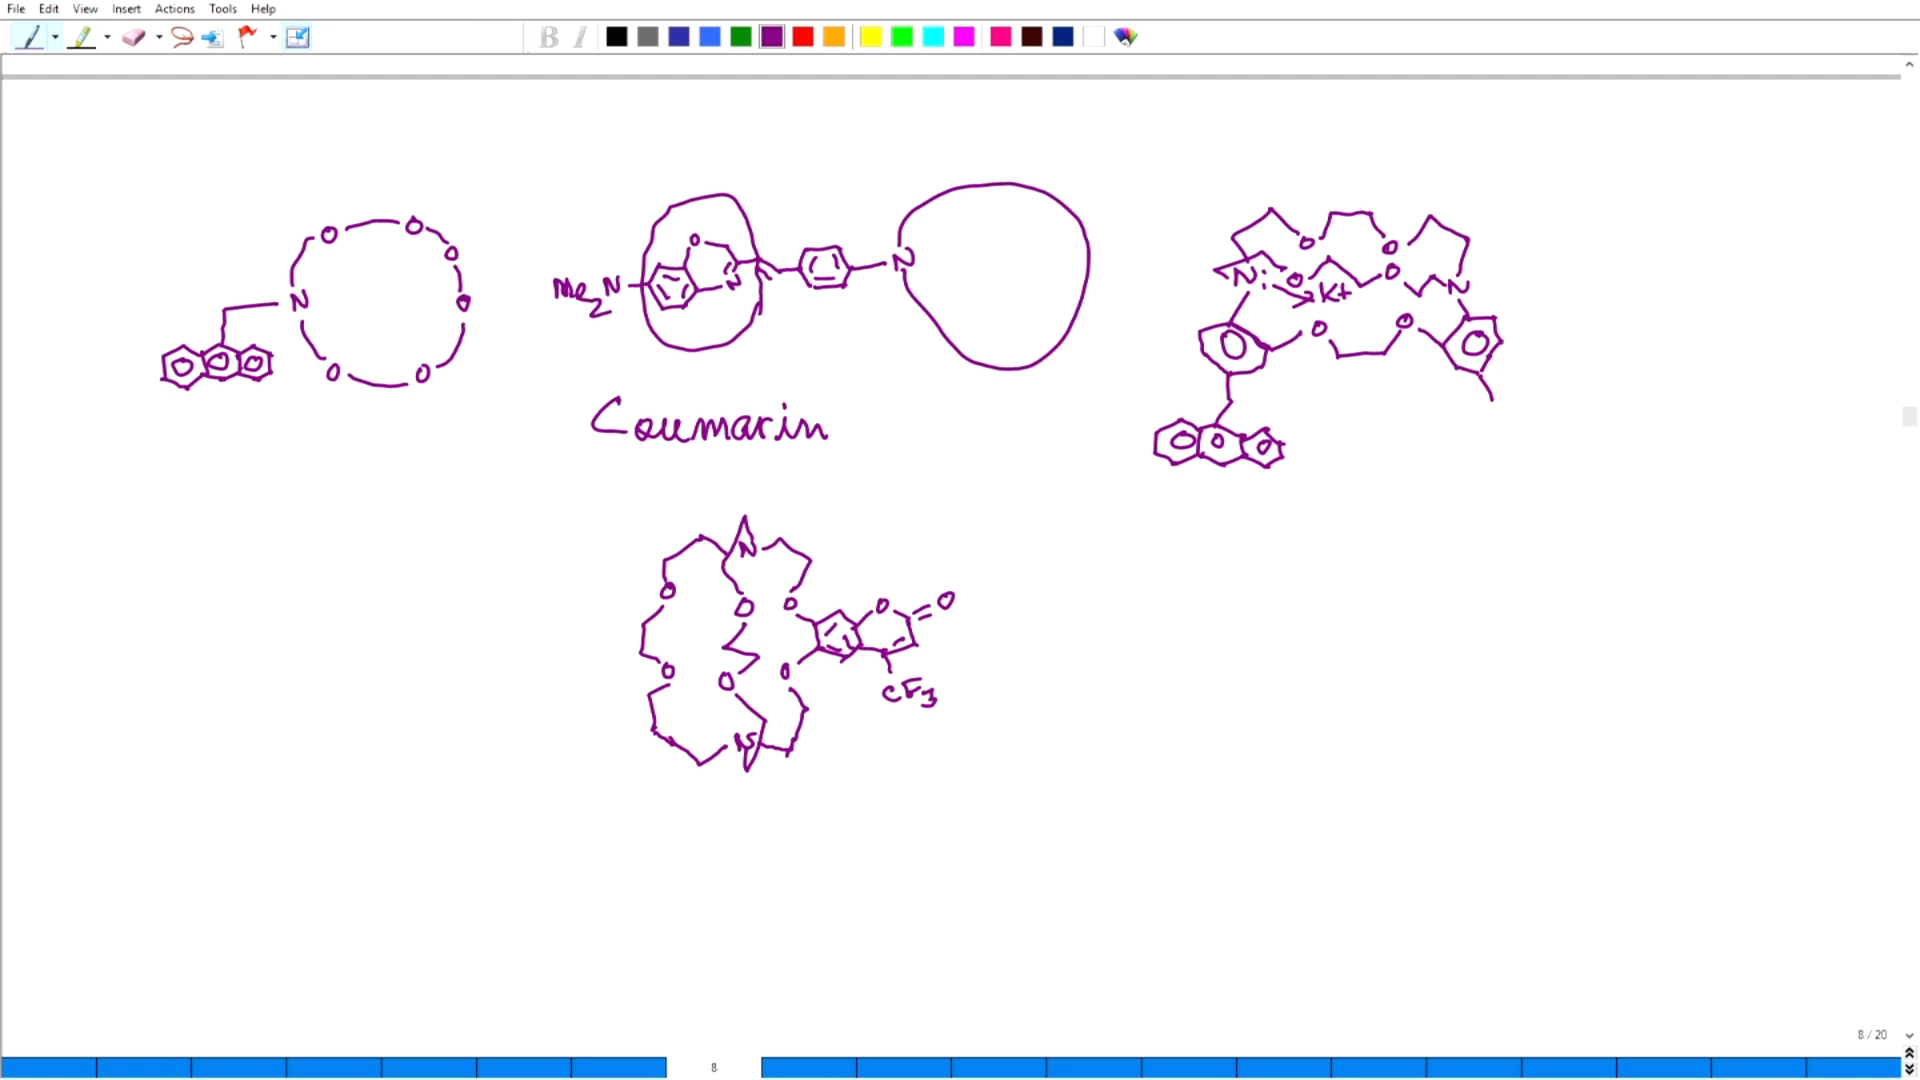 File Edit View Insert Actions Tools Help
B I
O O O O O O N
Me2N O N N
Coumarin
O O O O N: K+ N O O
N O O O O O O N
O =O CF3
8 / 20
8